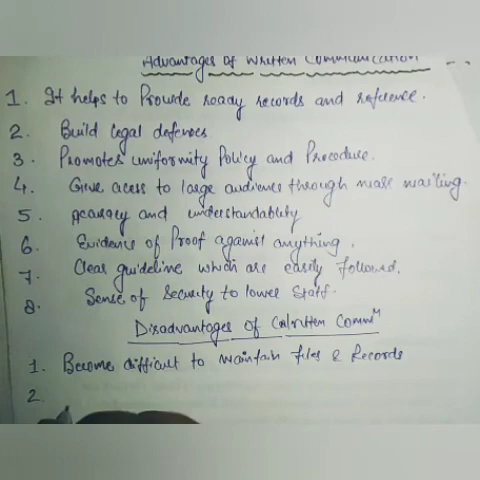 Advantages of Written Communication
1. It helps to Provide ready records and reference.
2. Build legal defences
3. Promotes uniformity Policy and Procedure.
4. Give acess to large audience through mass mailing.
5. Acuracy and understandability
6. Evidence of Proof against anything.
7. Clear guideline which are easily followed.
8. Sense of Security to lower Staff.
Disadvantages of Written Commⁿ
1. Become difficult to maintain files & Records
2.